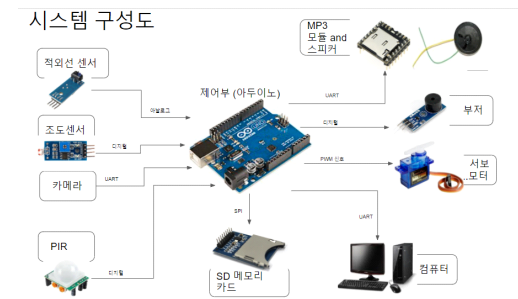 시스템 구성도
적외선 센서
아날로그
조도센서
디지털
카메라
UART
PIR
디지털
제어부 (아두이노)
UART
MP3
모듈 and
스피커
디지털
부저
PWM 신호
서보
모터
SPI
SD 메모리
카드
UART
컴퓨터